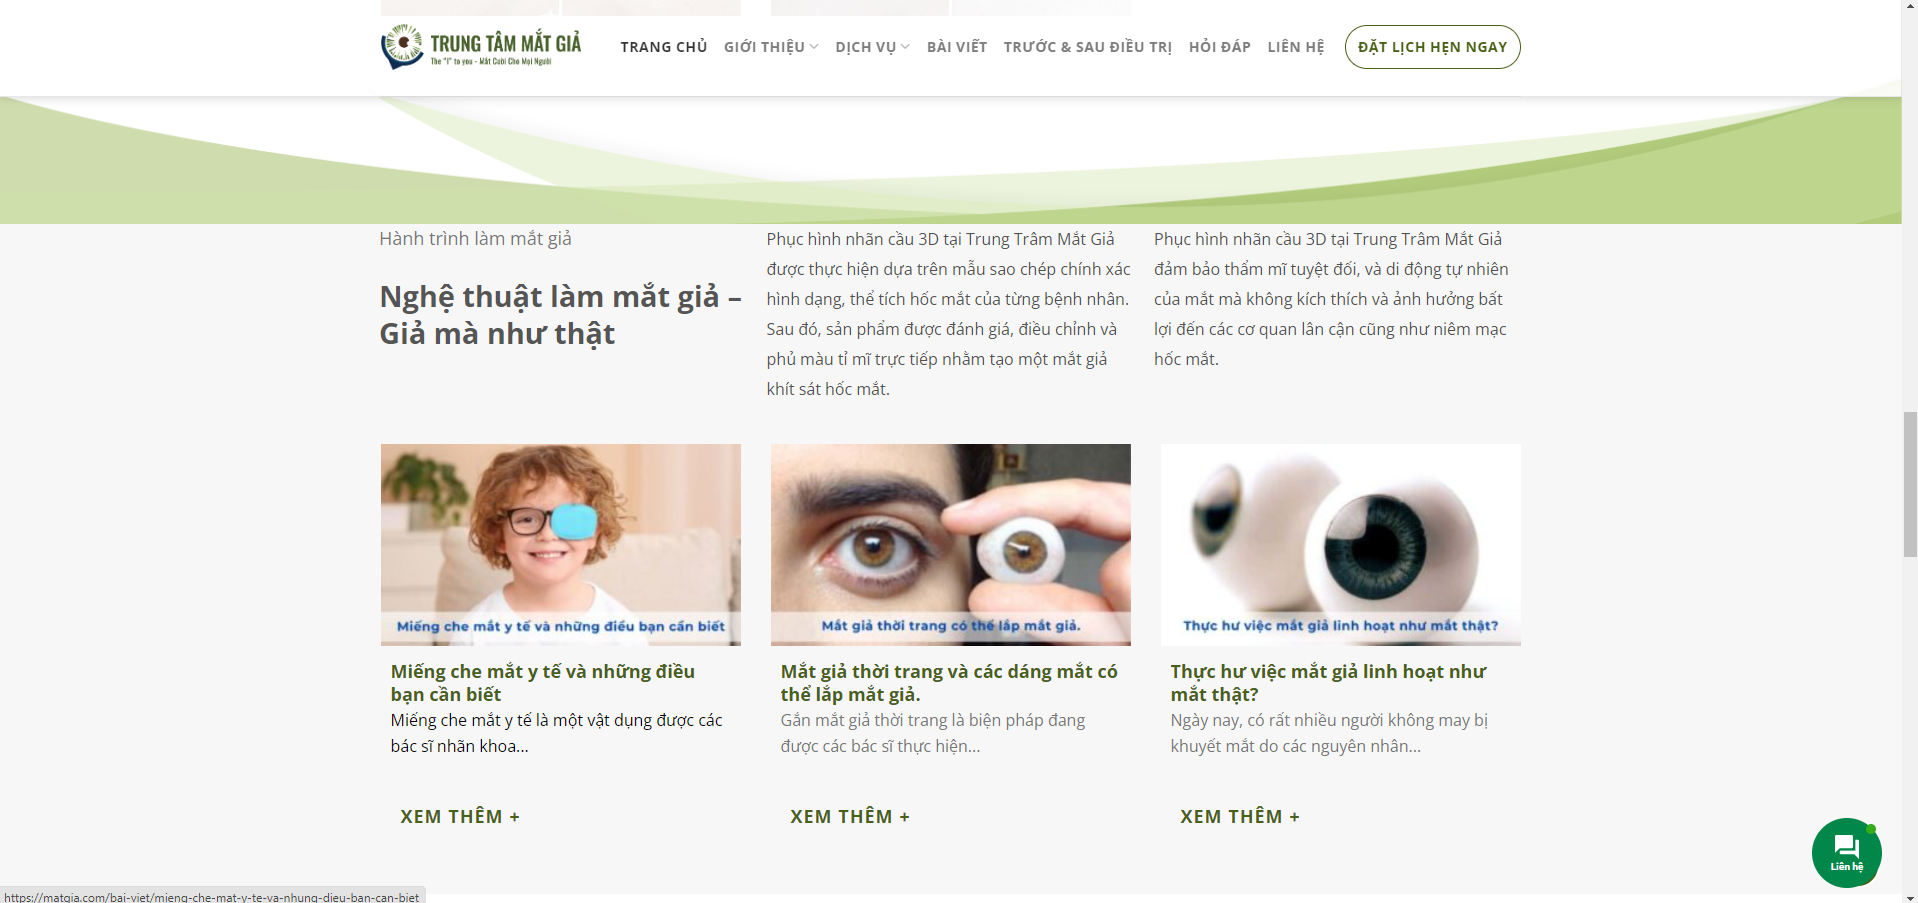 TRUNG TÂM MẮT GIẢ
The "I" to you - Mắt Cười Cho Mọi Người
TRANG CHỦ
GIỚI THIỆU
DỊCH VỤ
BÀI VIẾT
TRƯỚC & SAU ĐIỀU TRỊ
HỎI ĐÁP
LIÊN HỆ
ĐẶT LỊCH HẸN NGAY
Hành trình làm mắt giả
Nghệ thuật làm mắt giả –
Giả mà như thật
Phục hình nhãn cầu 3D tại Trung Trâm Mắt Giả
được thực hiện dựa trên mẫu sao chép chính xác
hình dạng, thể tích hốc mắt của từng bệnh nhân.
Sau đó, sản phẩm được đánh giá, điều chỉnh và
phủ màu tỉ mĩ trực tiếp nhằm tạo một mắt giả
khít sát hốc mắt.
Phục hình nhãn cầu 3D tại Trung Trâm Mắt Giả
đảm bảo thẩm mĩ tuyệt đối, và di động tự nhiên
của mắt mà không kích thích và ảnh hưởng bất
lợi đến các cơ quan lân cận cũng như niêm mạc
hốc mắt.
Miếng che mắt y tế và những điều bạn cần biết
Miếng che mắt y tế và những điều
bạn cần biết
Miếng che mắt y tế là một vật dụng được các
bác sĩ nhãn khoa...
XEM THÊM +
Mắt giả thời trang có thể lắp mắt giả.
Mắt giả thời trang và các dáng mắt có
thể lắp mắt giả.
Gắn mắt giả thời trang là biện pháp đang
được các bác sĩ thực hiện...
XEM THÊM +
Thực hư việc mắt giả linh hoạt như mắt thật?
Thực hư việc mắt giả linh hoạt như
mắt thật?
Ngày nay, có rất nhiều người không may bị
khuyết mắt do các nguyên nhân...
XEM THÊM +
Liên hệ
https://matgia.com/bai-viet/mieng-che-mat-y-te-va-nhung-dieu-ban-can-biet